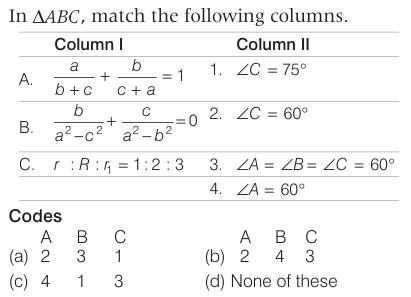 In ΔABC, match the following columns.
Column I Column II
A. a/(b + c) + b/(c + a) = 1 1. ∠C = 75°
B. b/(a² – c²) + c/(a² – b²) = 0 2. ∠C = 60°
C. r : R : r₁ = 1 : 2 : 3 3. ∠A = ∠B = ∠C = 60°
4. ∠A = 60°
Codes
A B C A B C
(a) 2 3 1 (b) 2 4 3
(c) 4 1 3 (d) None of these